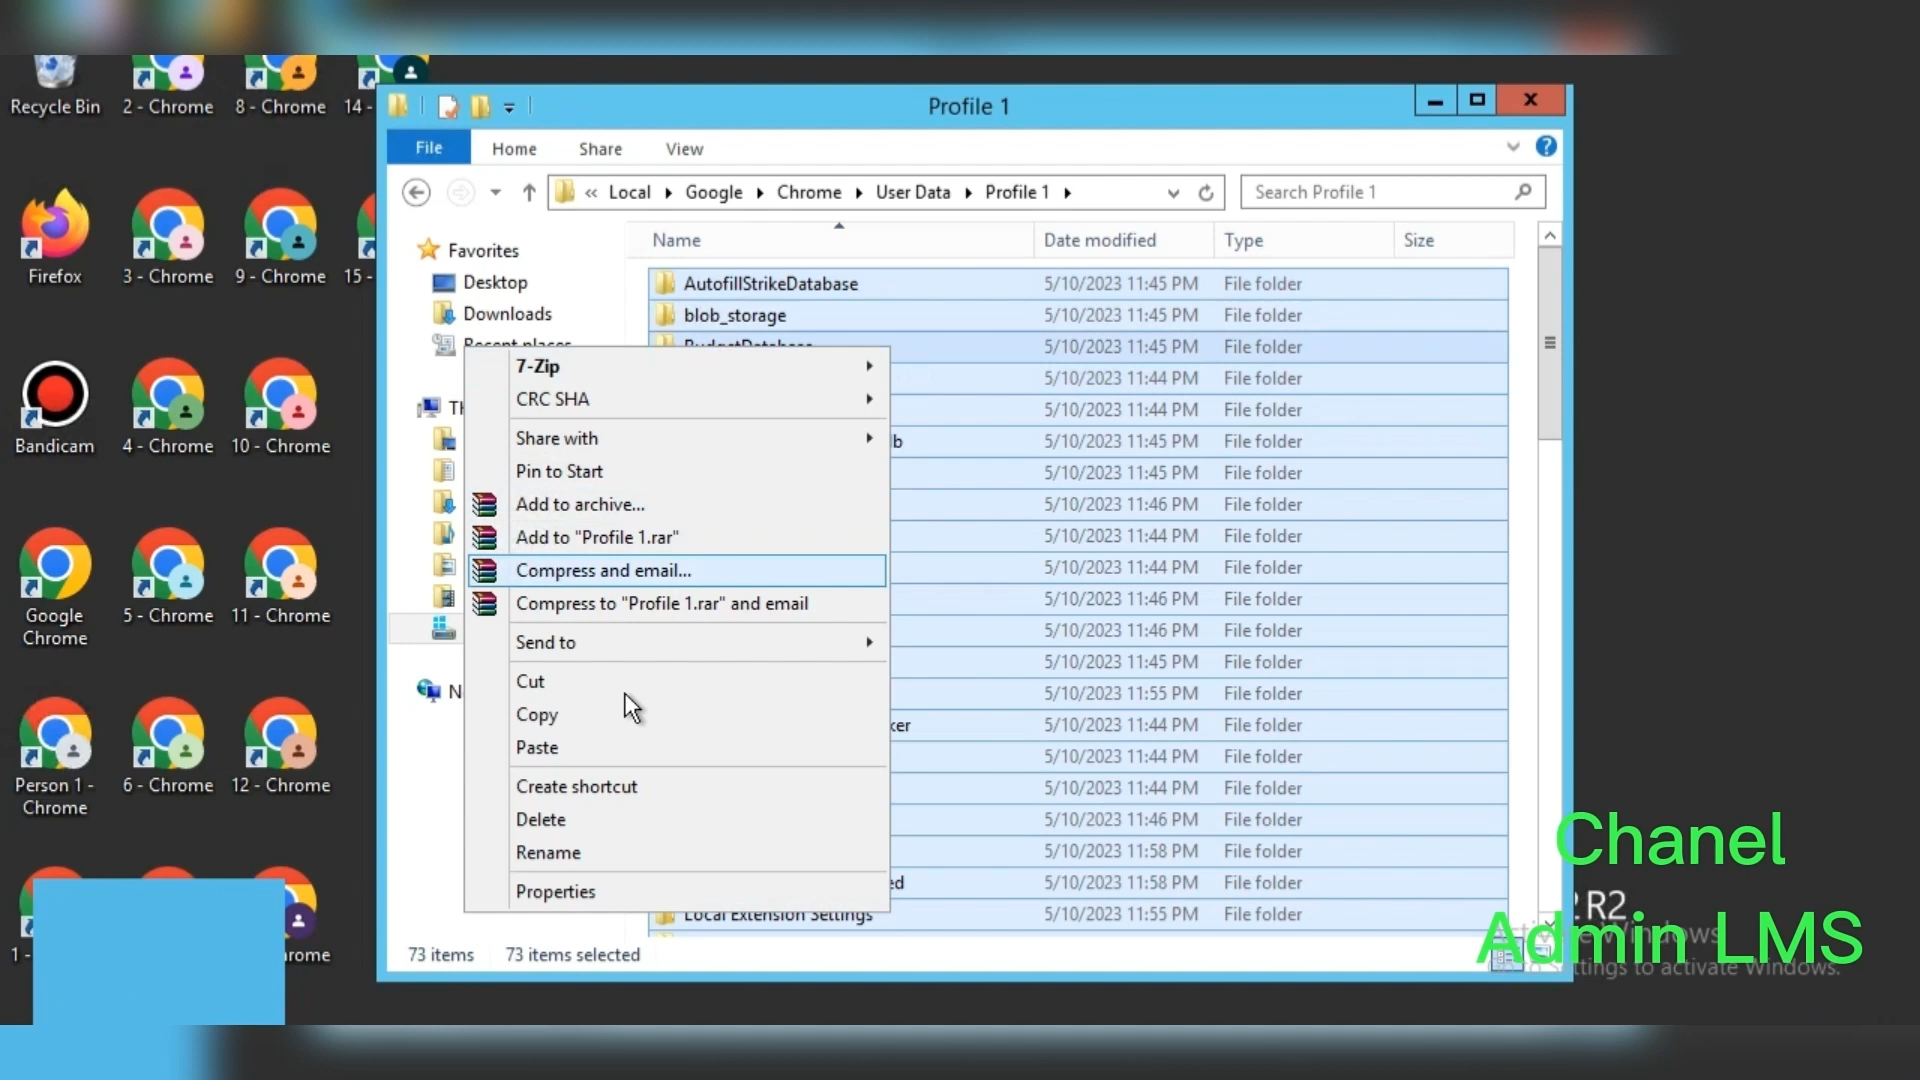 Recycle Bin
2 - Chrome
8 - Chrome
14 -
Firefox
3 - Chrome
9 - Chrome
15 -
Bandicam
4 - Chrome
10 - Chrome
Google
Chrome
5 - Chrome
11 - Chrome
Person 1 -
Chrome
6 - Chrome
12 - Chrome
1 -
Profile 1
File
Home
Share
View
« Local
Google
Chrome
User Data
Profile 1
Search Profile 1
Favorites
Desktop
Downloads
Recent places
Name
Date modified
Type
Size
AutofillStrikeDatabase 5/10/2023 11:45 PM File folder
blob_storage 5/10/2023 11:45 PM File folder
BudgetDatabase 5/10/2023 11:45 PM File folder
5/10/2023 11:44 PM File folder
5/10/2023 11:44 PM File folder
5/10/2023 11:45 PM File folder
5/10/2023 11:45 PM File folder
5/10/2023 11:46 PM File folder
5/10/2023 11:44 PM File folder
5/10/2023 11:44 PM File folder
5/10/2023 11:46 PM File folder
5/10/2023 11:46 PM File folder
5/10/2023 11:45 PM File folder
5/10/2023 11:55 PM File folder
5/10/2023 11:44 PM File folder
5/10/2023 11:44 PM File folder
5/10/2023 11:44 PM File folder
5/10/2023 11:46 PM File folder
5/10/2023 11:58 PM File folder
5/10/2023 11:58 PM File folder
Local Extension Settings 5/10/2023 11:55 PM File folder
7-Zip
CRC SHA
Share with
Pin to Start
Add to archive...
Add to "Profile 1.rar"
Compress and email...
Compress to "Profile 1.rar" and email
Send to
Cut
Copy
Paste
Create shortcut
Delete
Rename
Properties
73 items
73 items selected
Chanel
R2
Admin LMS
to activate Windows.